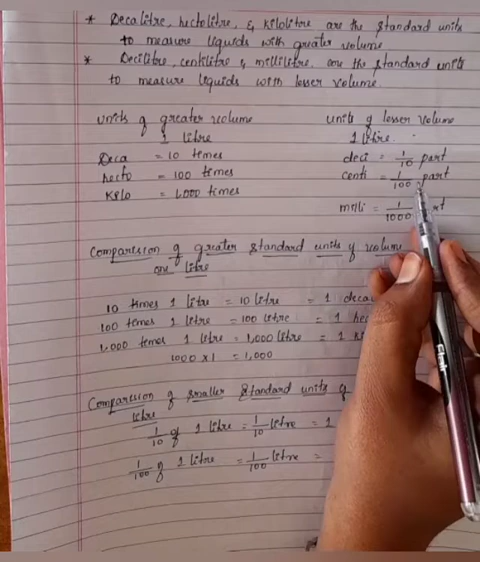 * Decalitre, hectolitre, & kilolitre are the standard units
to measure liquids with greater volume
* Decilitre, centilitre & millilitre are the standard units
to measure liquids with lesser volume.
units of greater volume
1 litre
Deca = 10 times
hecto = 100 times
Kilo = 1,000 times
units of lesser volume
1 litre.
deci = 1/10 part
centi = 1/100 part
milli = 1/1000
Comparision of greater standard units of volume
one litre
10 times 1 litre = 10 litre = 1 deca
100 times 1 litre = 100 litre = 1
1,000 times 1 litre = 1,000 litre = 1
1000 x 1 = 1,000
Comparision of smaller standard units of
litre
1/10 of 1 litre = 1/10 litre = 1
1/100 of 1 litre = 1/100 litre =
Flair